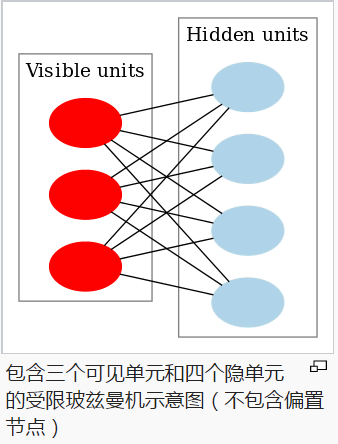 Visible units
Hidden units
包含三个可见单元和四个隐单元
的受限玻兹曼机示意图（不包含偏置
节点）